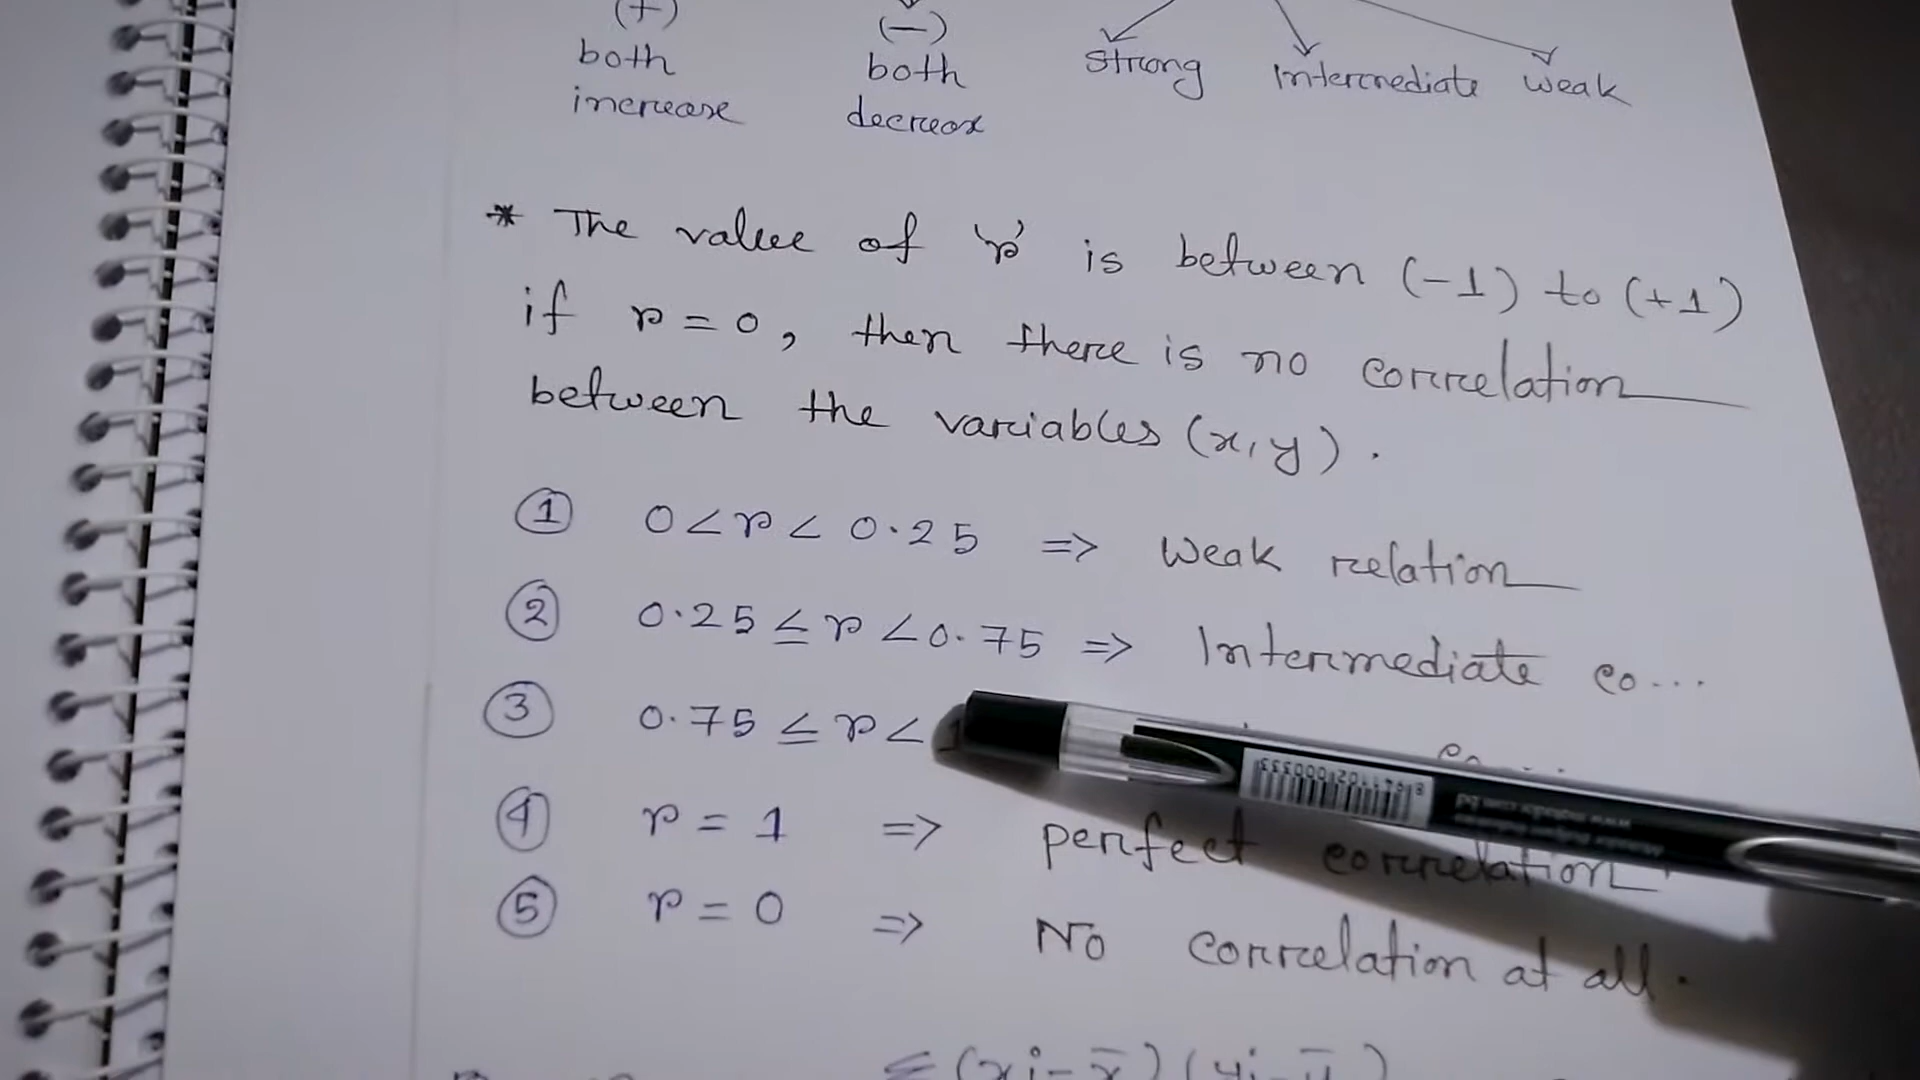 (+) (−)
both both strong Intermediate weak
increase decrease
* The value of 'r' is between (-1) to (+1)
if r = 0, then there is no correlation
between the variables (x, y).
① 0 < r < 0.25 => Weak relation
② 0.25 ≤ r < 0.75 => Intermediate co...
③ 0.75 ≤ r < 1 co...
④ r = 1 => perfect correlation
⑤ r = 0 => No correlation at all.